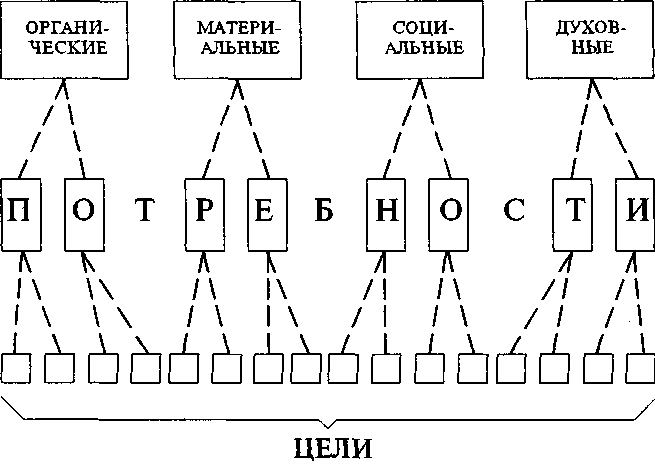 ОРГАНИ-
ЧЕСКИЕ
МАТЕРИ-
АЛЬНЫЕ
СОЦИ-
АЛЬНЫЕ
ДУХОВ-
НЫЕ
П О Т Р Е Б Н О С Т И
ЦЕЛИ